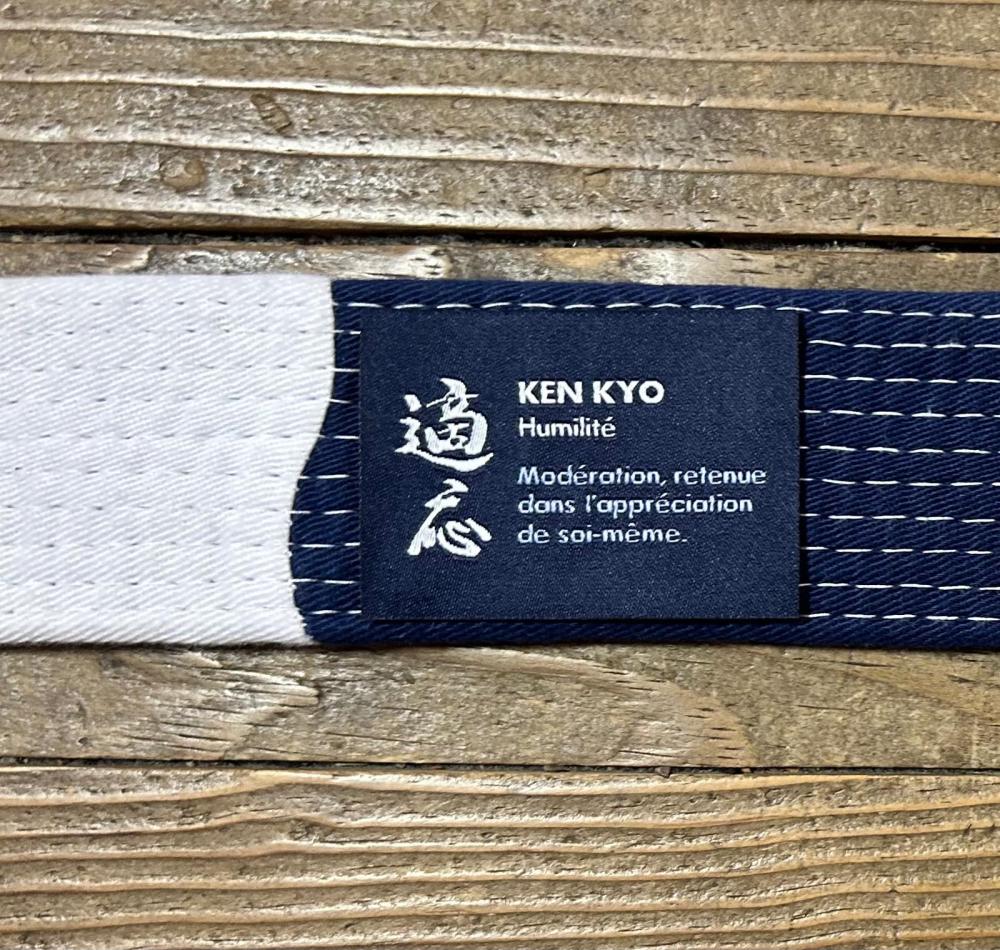 適応
KEN KYO
Humilité
Modération, retenue
dans l'appréciation
de soi-même.